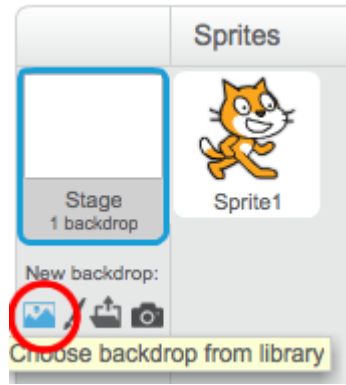 Sprites
Stage
1 backdrop
Sprite1
New backdrop:
Choose backdrop from library